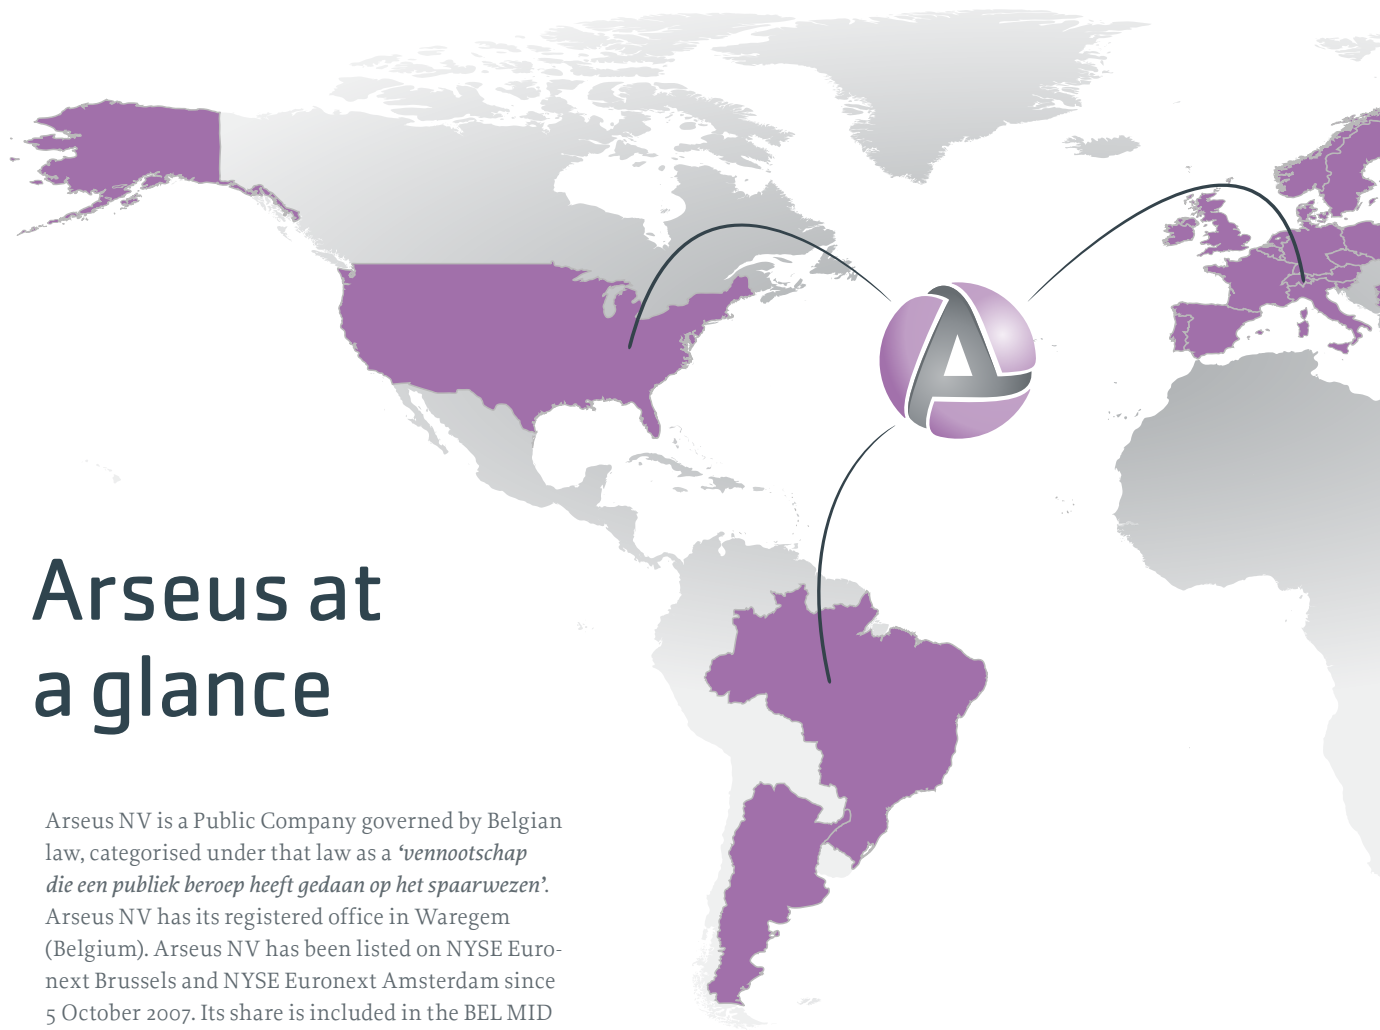 Arseus at
a glance
Arseus NV is a Public Company governed by Belgian
law, categorised under that law as a ‘vennootschap
die een publiek beroep heeft gedaan op het spaarwezen’.
Arseus NV has its registered office in Waregem
(Belgium). Arseus NV has been listed on NYSE Euro-
next Brussels and NYSE Euronext Amsterdam since
5 October 2007. Its share is included in the BEL MID